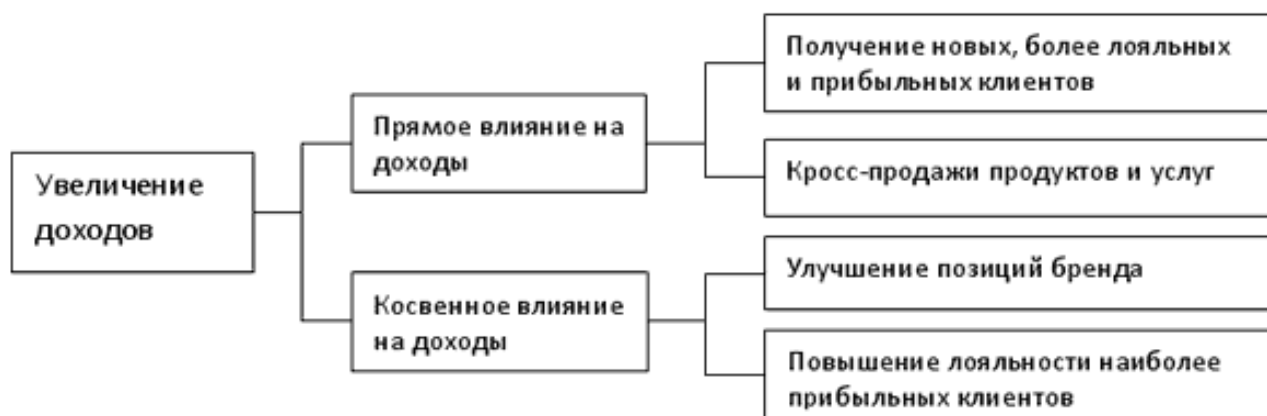 Увеличение
доходов
Прямое влияние на
доходы
Косвенное влияние
на доходы
Получение новых, более лояльных
и прибыльных клиентов
Кросс-продажи продуктов и услуг
Улучшение позиций бренда
Повышение лояльности наиболее
прибыльных клиентов